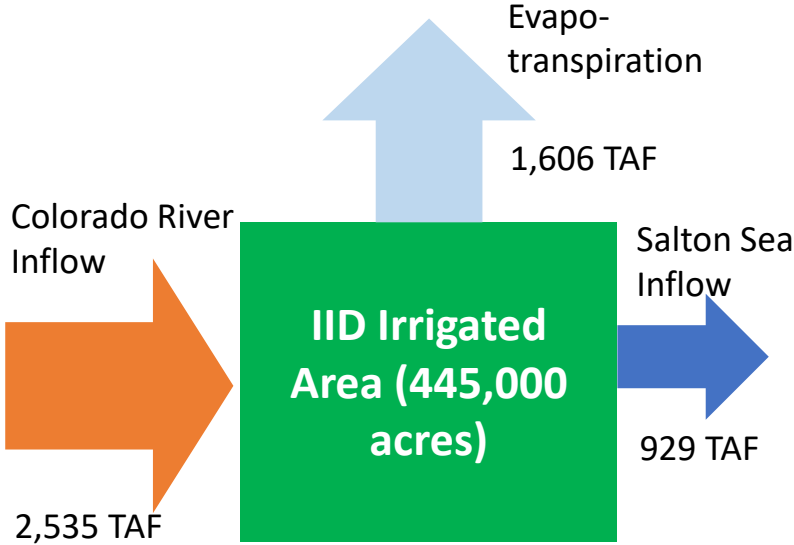 Evapo-
transpiration
1,606 TAF
Colorado River
Inflow
2,535 TAF
IID Irrigated
Area (445,000
acres)
Salton Sea
Inflow
929 TAF